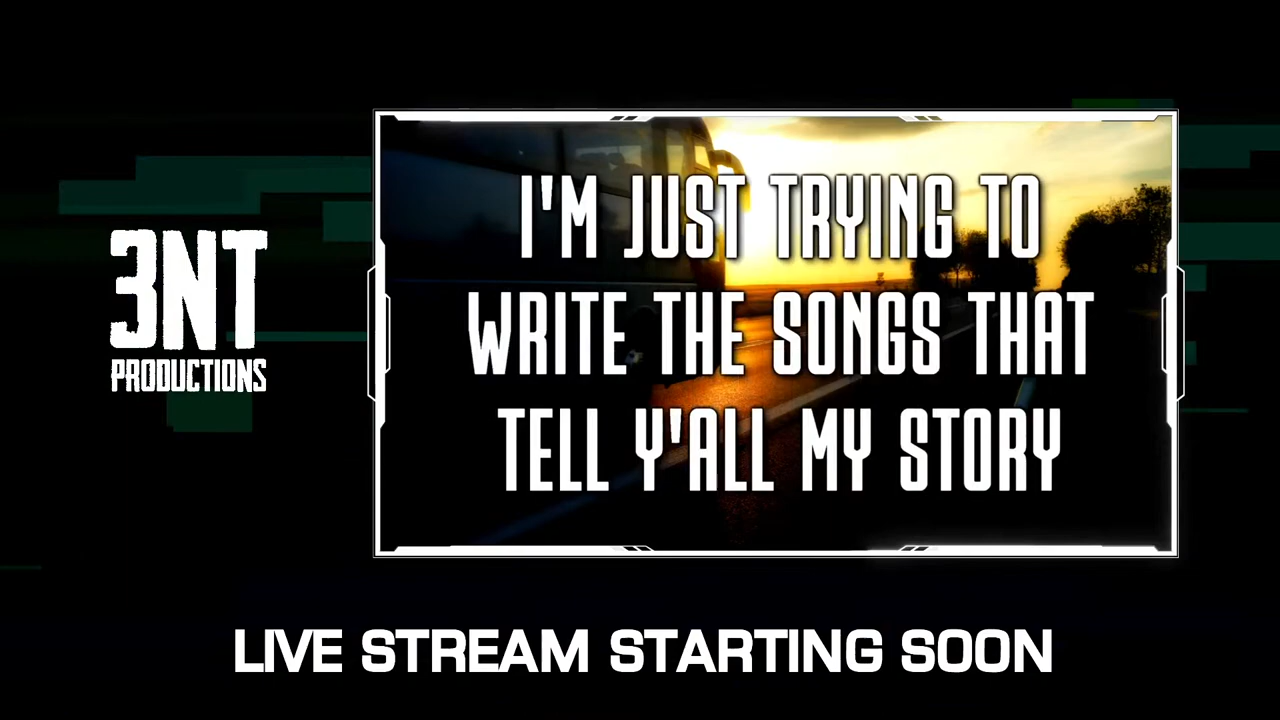 3NT
PRODUCTIONS
I'M JUST TRYING TO
WRITE THE SONGS THAT
TELL Y'ALL MY STORY
LIVE STREAM STARTING SOON